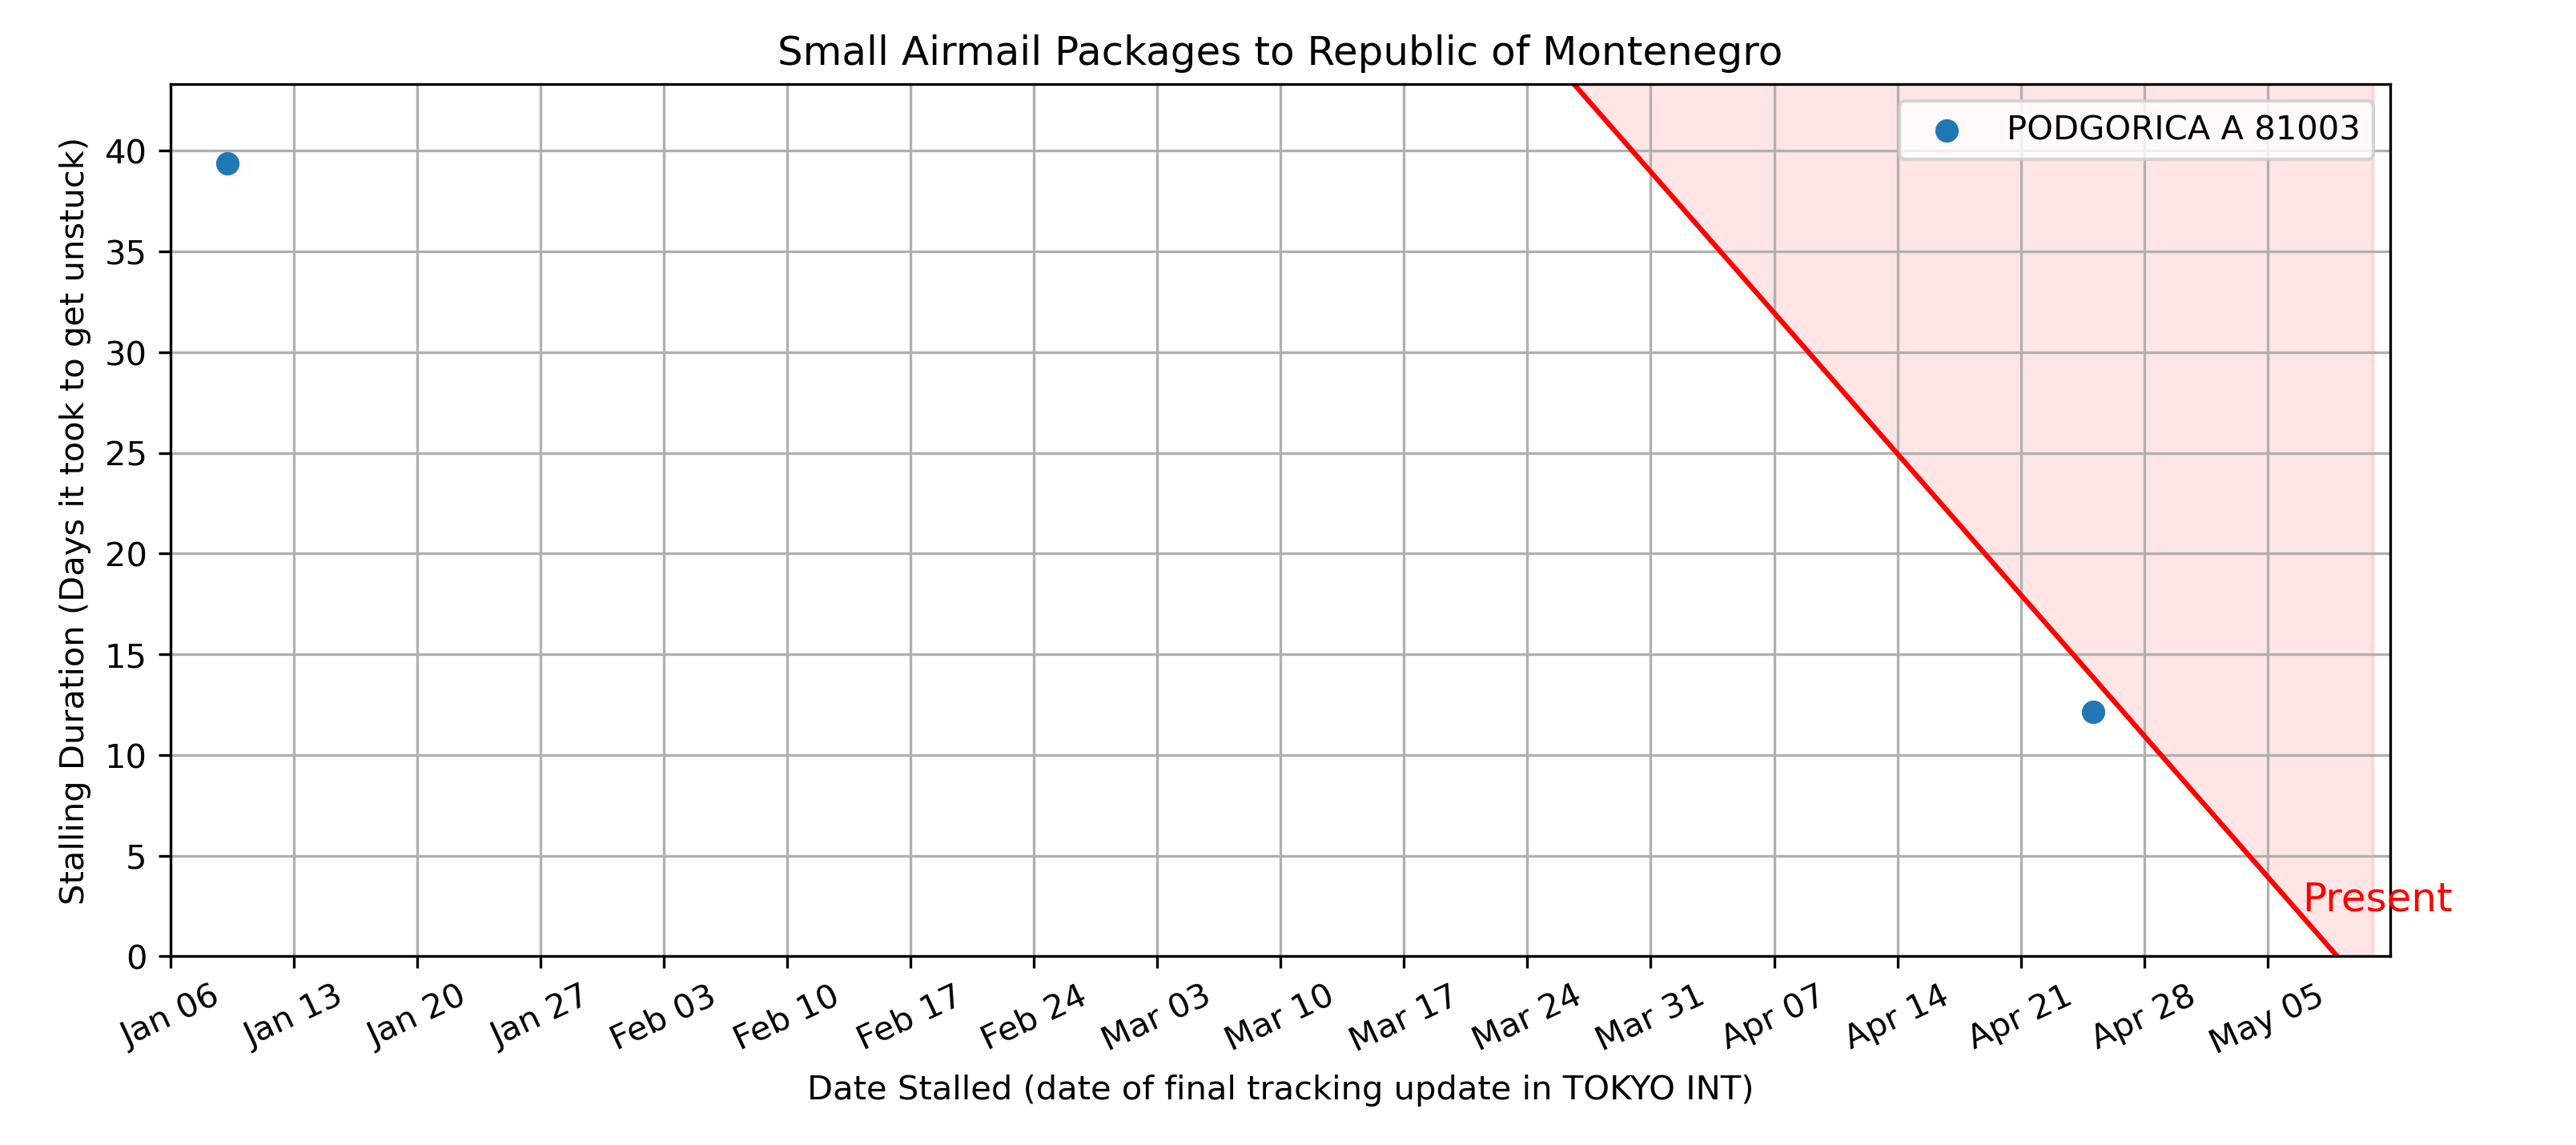 Small Airmail Packages to Republic of Montenegro
PODGORICA A 81003
Stalling Duration (Days it took to get unstuck)
40
35
30
25
20
15
10
5
0
Present
Jan 06
Jan 13
Jan 20
Jan 27
Feb 03
Feb 10
Feb 17
Feb 24
Mar 03
Mar 10
Mar 17
Mar 24
Mar 31
Apr 07
Apr 14
Apr 21
Apr 28
May 05
Date Stalled (date of final tracking update in TOKYO INT)